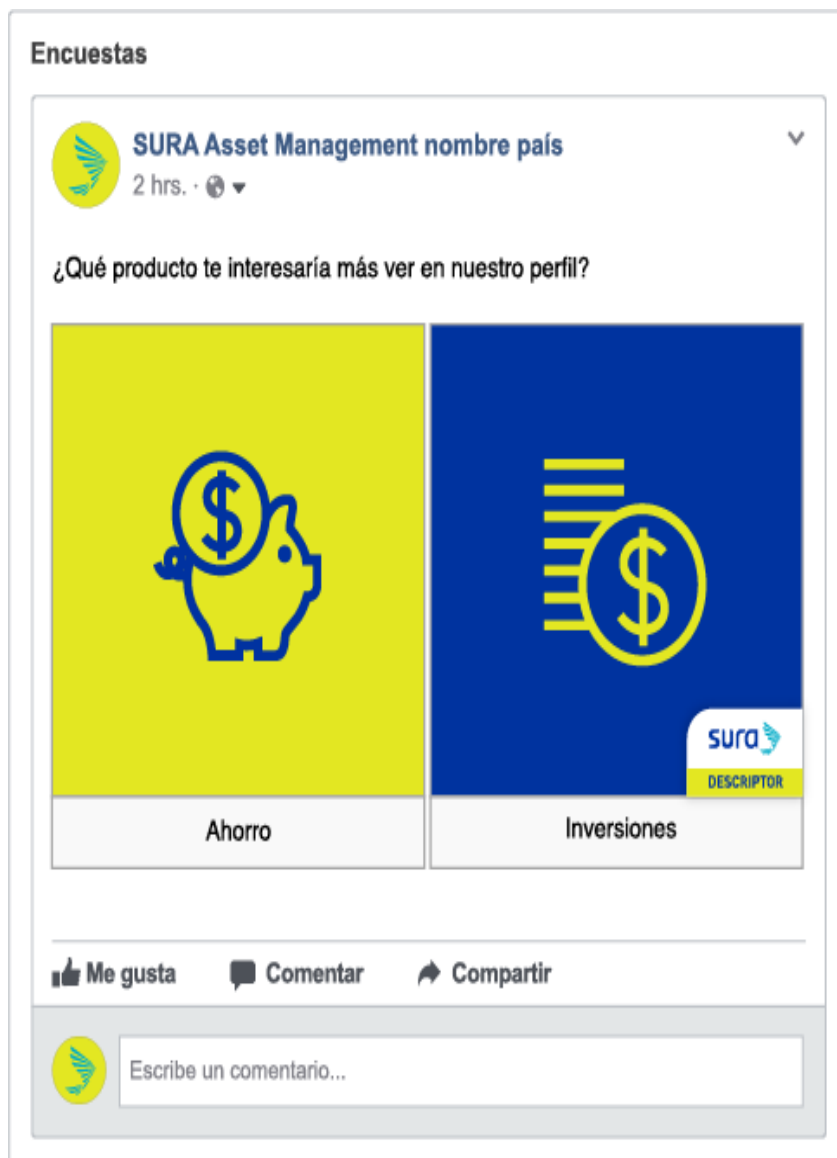 Encuestas
SURA Asset Management nombre país
2 hrs. ·
¿Qué producto te interesaría más ver en nuestro perfil?
$
$
sura
DESCRIPTOR
Ahorro
Inversiones
Me gusta Comentar Compartir
Escribe un comentario...